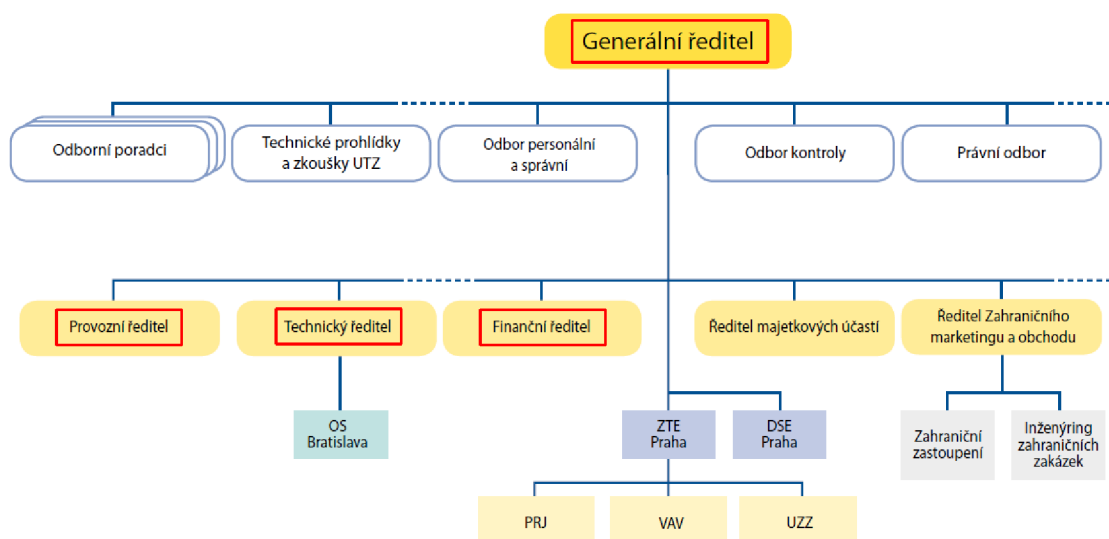 Generální ředitel
Odborní poradci
Technické prohlídky
a zkoušky UTZ
Odbor personální
a správní
Odbor kontroly
Právní odbor
Provozní ředitel
Technický ředitel
Finanční ředitel
Ředitel majetkových účastí
Ředitel Zahraničního
marketingu a obchodu
OS
Bratislava
ZTE
Praha
DSE
Praha
Zahraniční
zastoupení
Inženýring
zahraničních
zakázek
PRJ
VAV
UZZ